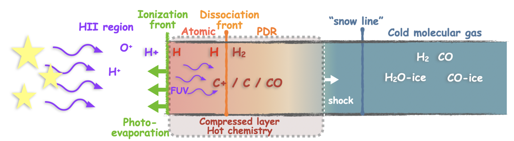 HII region
O⁺
H⁺
Ionization
front
H+
Dissociation
front
Atomic
PDR
H
H
H₂
C+ / C / CO
FUV
Photo-
evaporation
Compressed layer
Hot chemistry
shock
"snow line"
Cold molecular gas
H₂ CO
H₂O-ice CO-ice